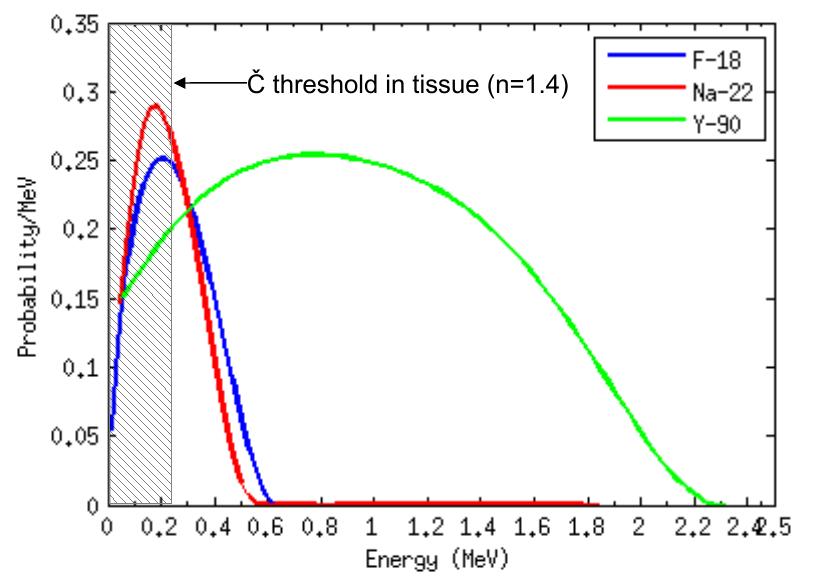 0.35
0.3
0.25
0.2
0.15
0.1
0.05
0
Probability/MeV
Č threshold in tissue (n=1.4)
F-18
Na-22
Y-90
0 0.2 0.4 0.6 0.8 1 1.2 1.4 1.6 1.8 2 2.2 2.4 2.5
Energy (MeV)